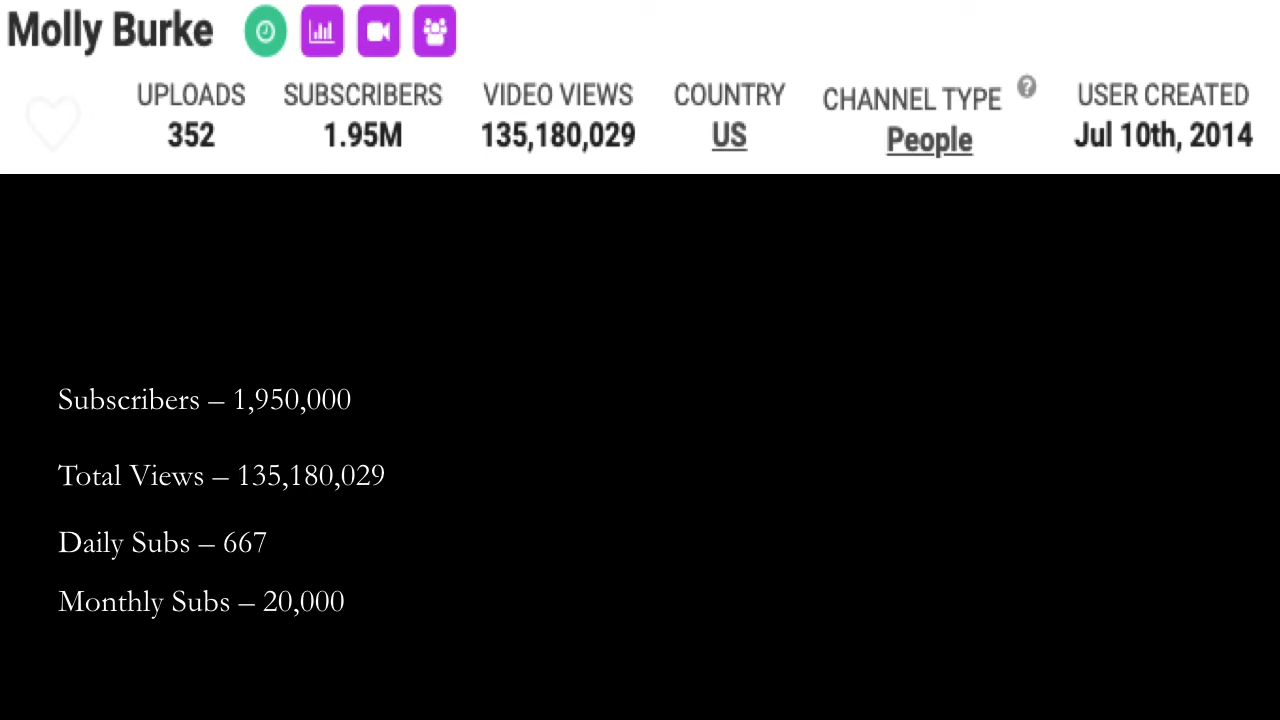 Molly Burke
UPLOADS SUBSCRIBERS VIDEO VIEWS COUNTRY CHANNEL TYPE ? USER CREATED
352 1.95M 135,180,029 US People Jul 10th, 2014
Subscribers – 1,950,000
Total Views – 135,180,029
Daily Subs – 667
Monthly Subs – 20,000